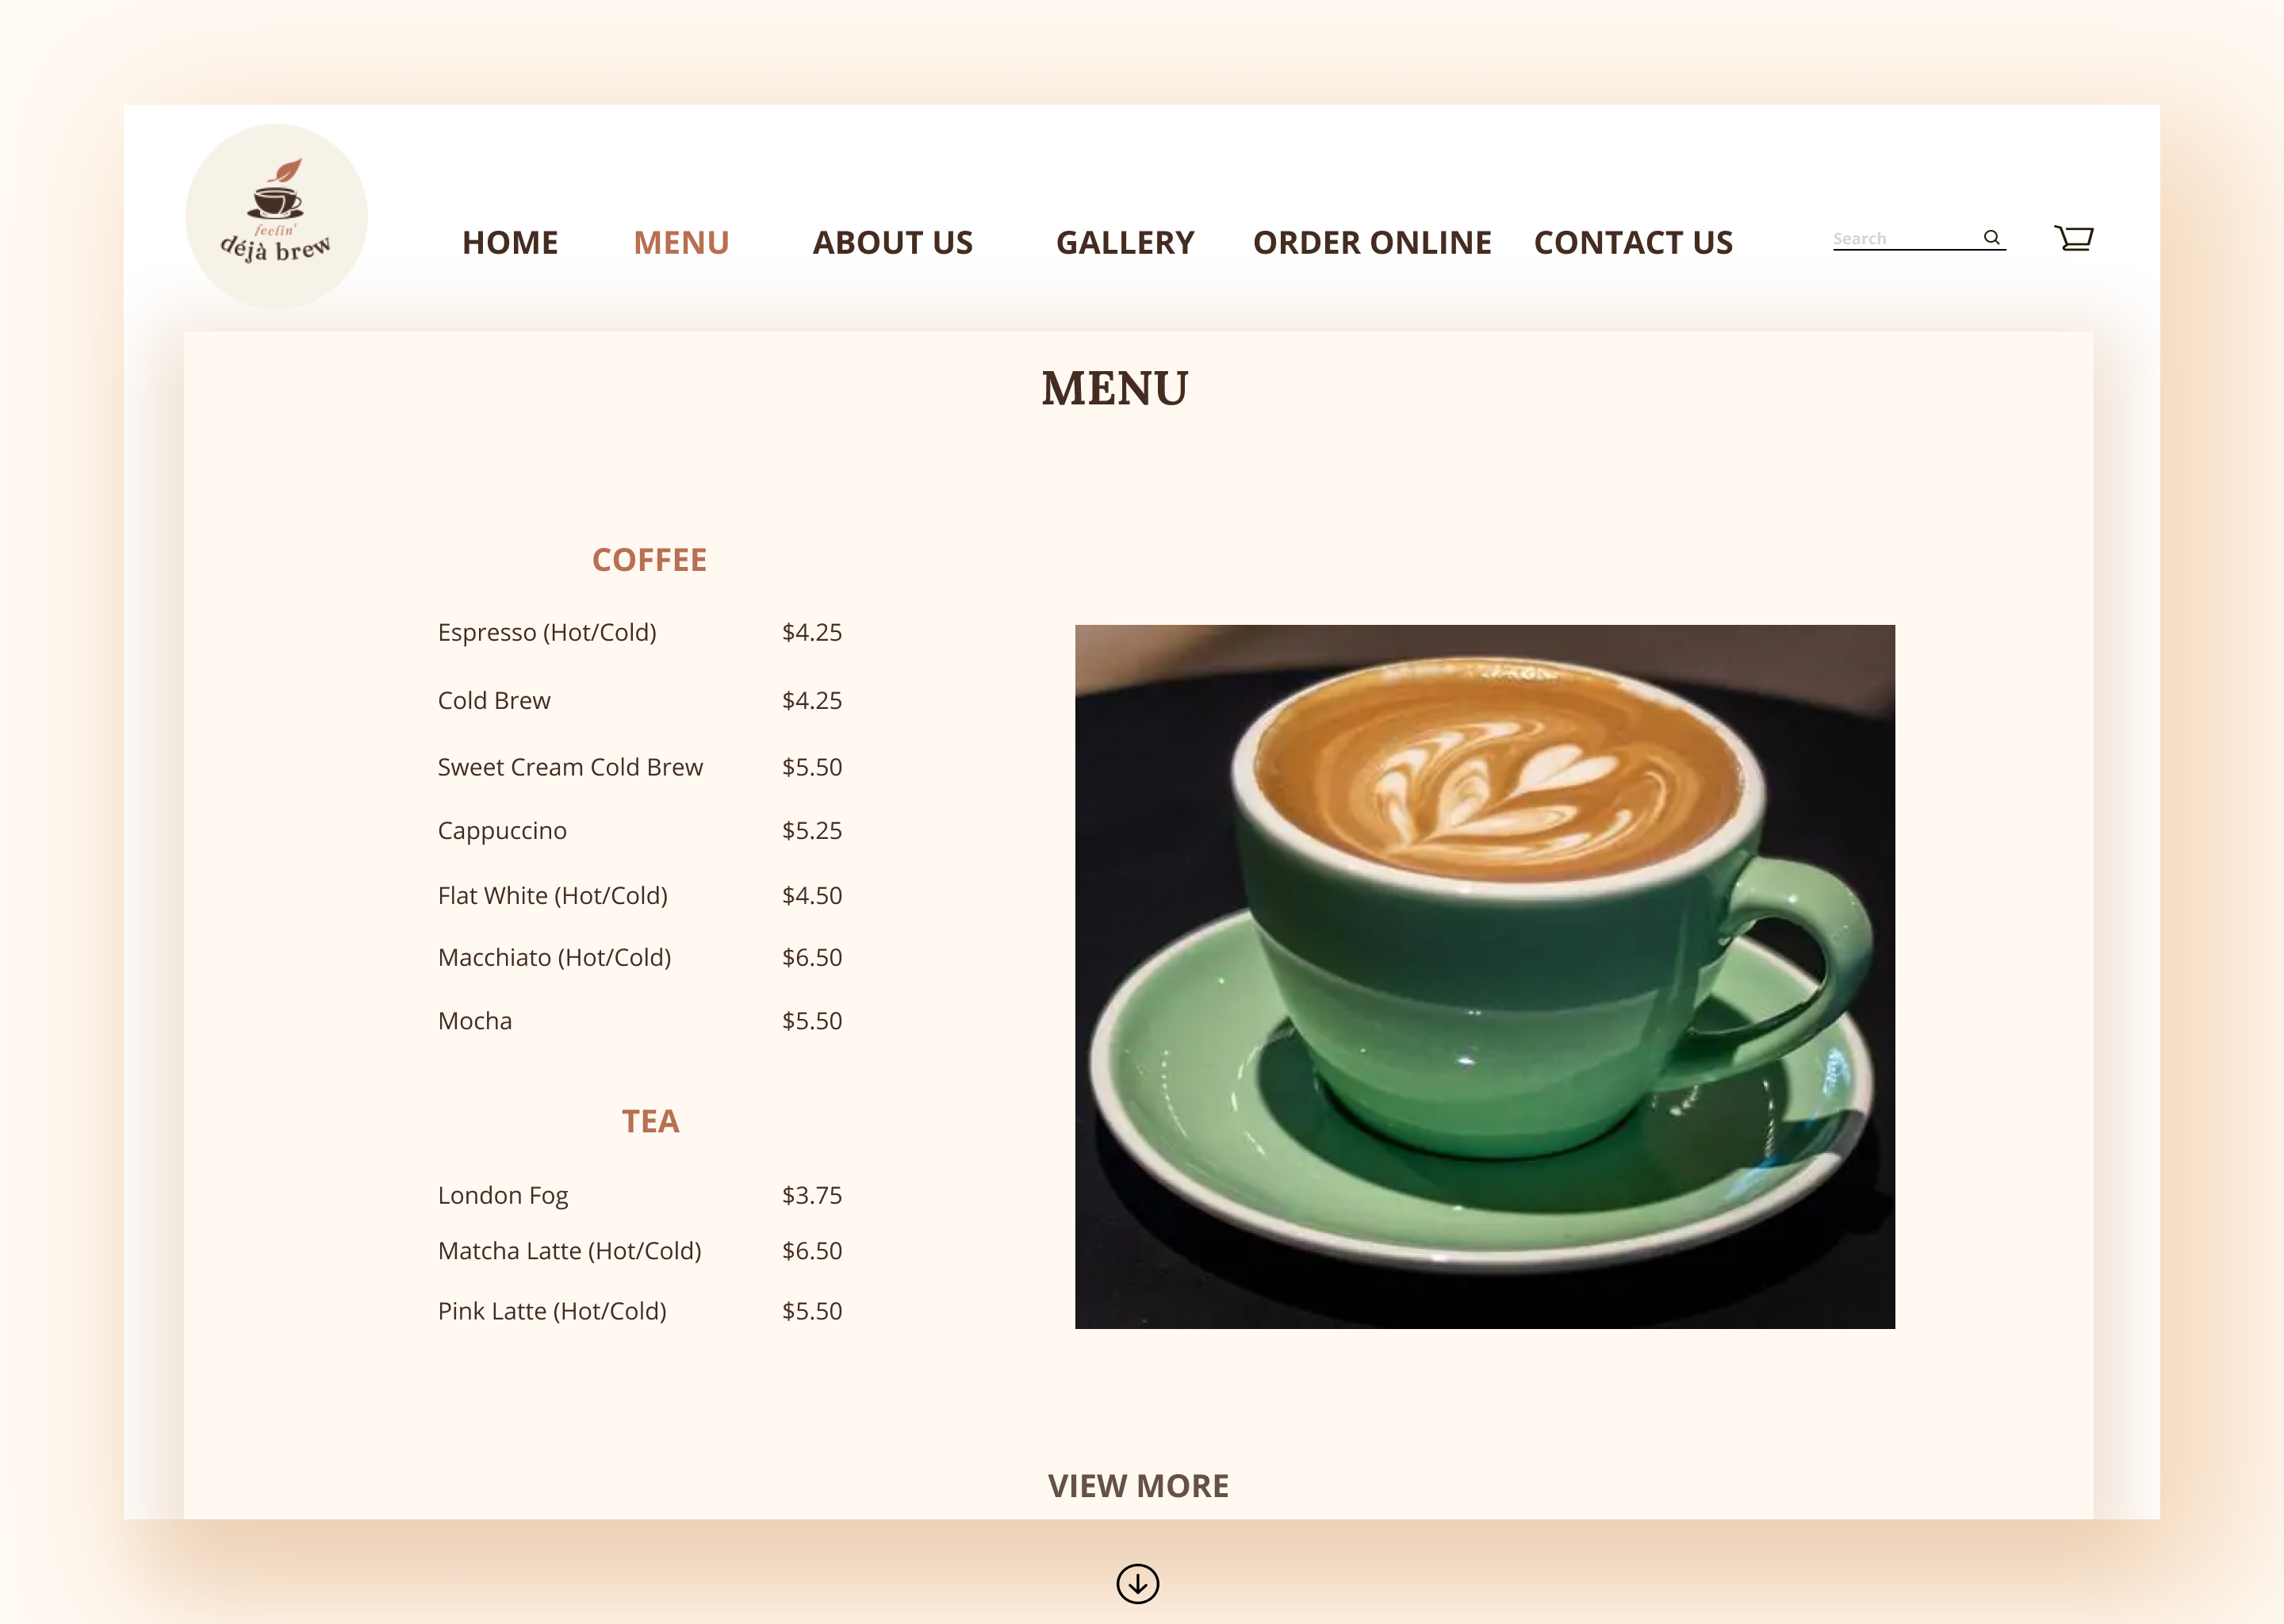 feelin'
déjà brew
HOME MENU ABOUT US GALLERY ORDER ONLINE CONTACT US Search
MENU
COFFEE
Espresso (Hot/Cold) $4.25
Cold Brew $4.25
Sweet Cream Cold Brew $5.50
Cappuccino $5.25
Flat White (Hot/Cold) $4.50
Macchiato (Hot/Cold) $6.50
Mocha $5.50
TEA
London Fog $3.75
Matcha Latte (Hot/Cold) $6.50
Pink Latte (Hot/Cold) $5.50
VIEW MORE